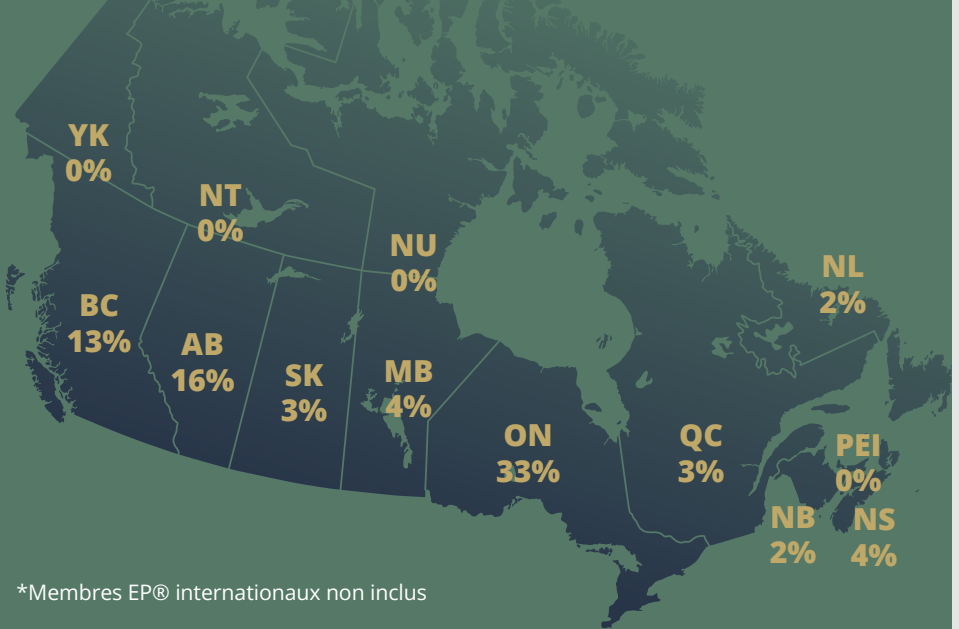 YK
0%
NT
0%
NU
0%
NL
2%
BC
13%
AB
16%
SK
3%
MB
4%
ON
33%
QC
3%
PEI
0%
NB
2%
NS
4%
*Membres EP® internationaux non inclus